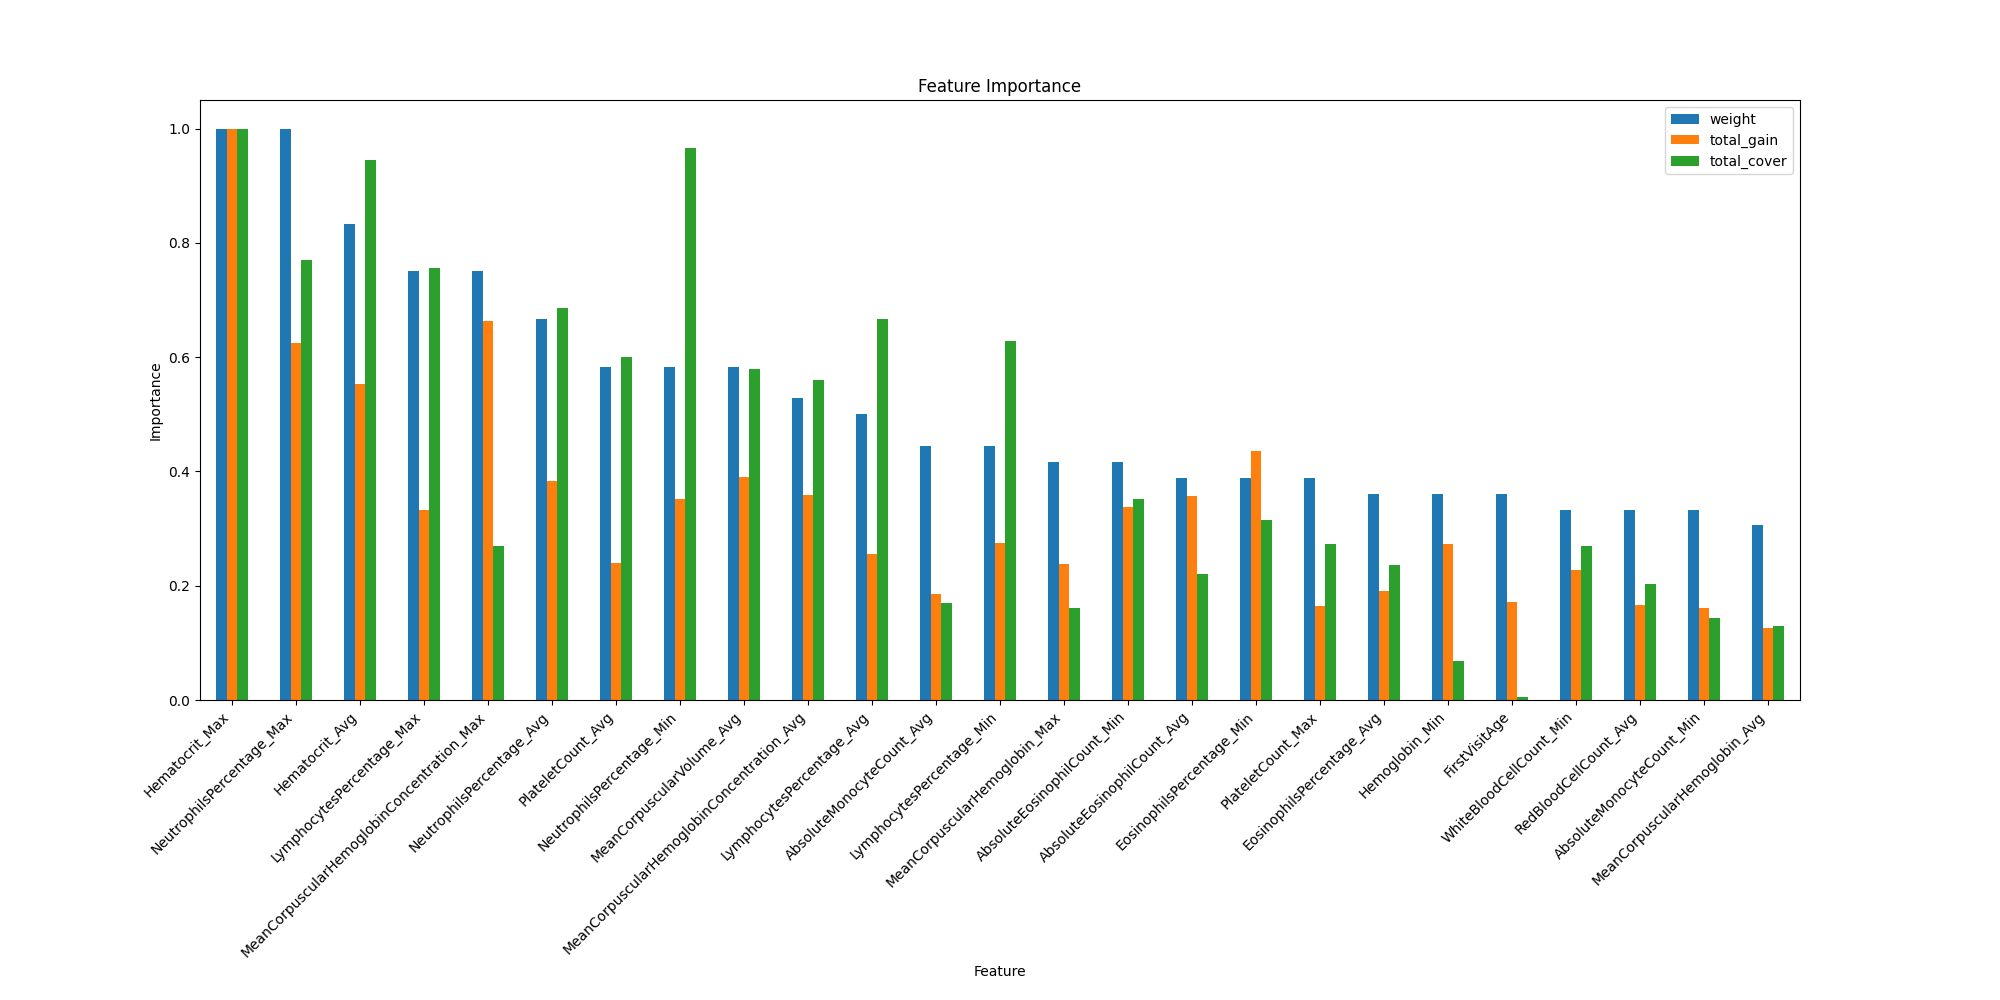 Feature Importance
weight
total_gain
total_cover
Importance
1.0
0.8
0.6
0.4
0.2
0.0
Hematocrit_Max
NeutrophilsPercentage_Max
Hematocrit_Avg
LymphocytesPercentage_Max
MeanCorpuscularHemoglobinConcentration_Max
NeutrophilsPercentage_Avg
PlateletCount_Avg
NeutrophilsPercentage_Min
MeanCorpuscularVolume_Avg
MeanCorpuscularHemoglobinConcentration_Avg
LymphocytesPercentage_Avg
AbsoluteMonocyteCount_Avg
LymphocytesPercentage_Min
MeanCorpuscularHemoglobin_Max
AbsoluteEosinophilCount_Min
AbsoluteEosinophilCount_Avg
EosinophilsPercentage_Min
PlateletCount_Max
EosinophilsPercentage_Avg
Hemoglobin_Min
FirstVisitAge
WhiteBloodCellCount_Min
RedBloodCellCount_Avg
AbsoluteMonocyteCount_Min
MeanCorpuscularHemoglobin_Avg
Feature